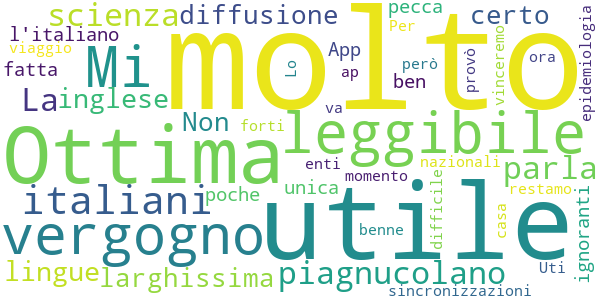 scienza diffusione pecca certo
l'italiano molto Per
viaggio Mi App
fatta Lo ap però provò vinceremo ora epidemiologia
La inglese ben
Non forti va leggibile
Ottima enti nazionali parla
momento
italiani poche unica difficile restamo ignoranti
vergogno utile benne casa
lingue larghissima piagnucolano Uti
sincronizzazioni